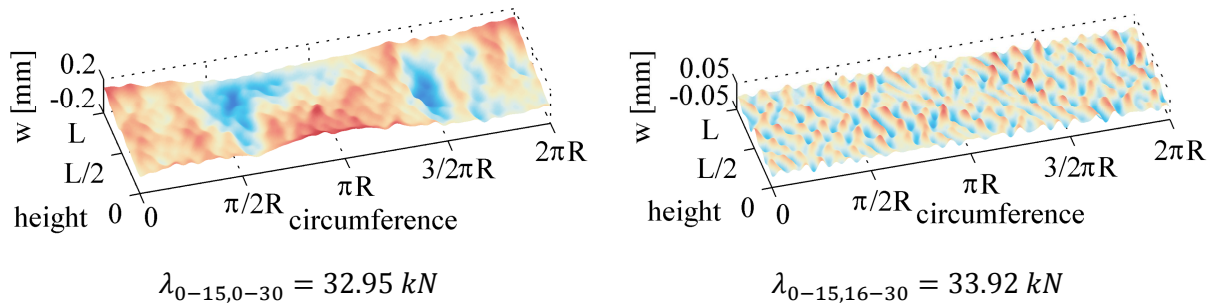 w [mm]
0.2
-0.2
L
L/2
0
height
0
π/2R
πR
3/2πR
2πR
circumference
λ0−15,0−30 = 32.95 kN
w [mm]
0.05
-0.05
L
L/2
0
height
0
π/2R
πR
3/2πR
2πR
circumference
λ0−15,16−30 = 33.92 kN